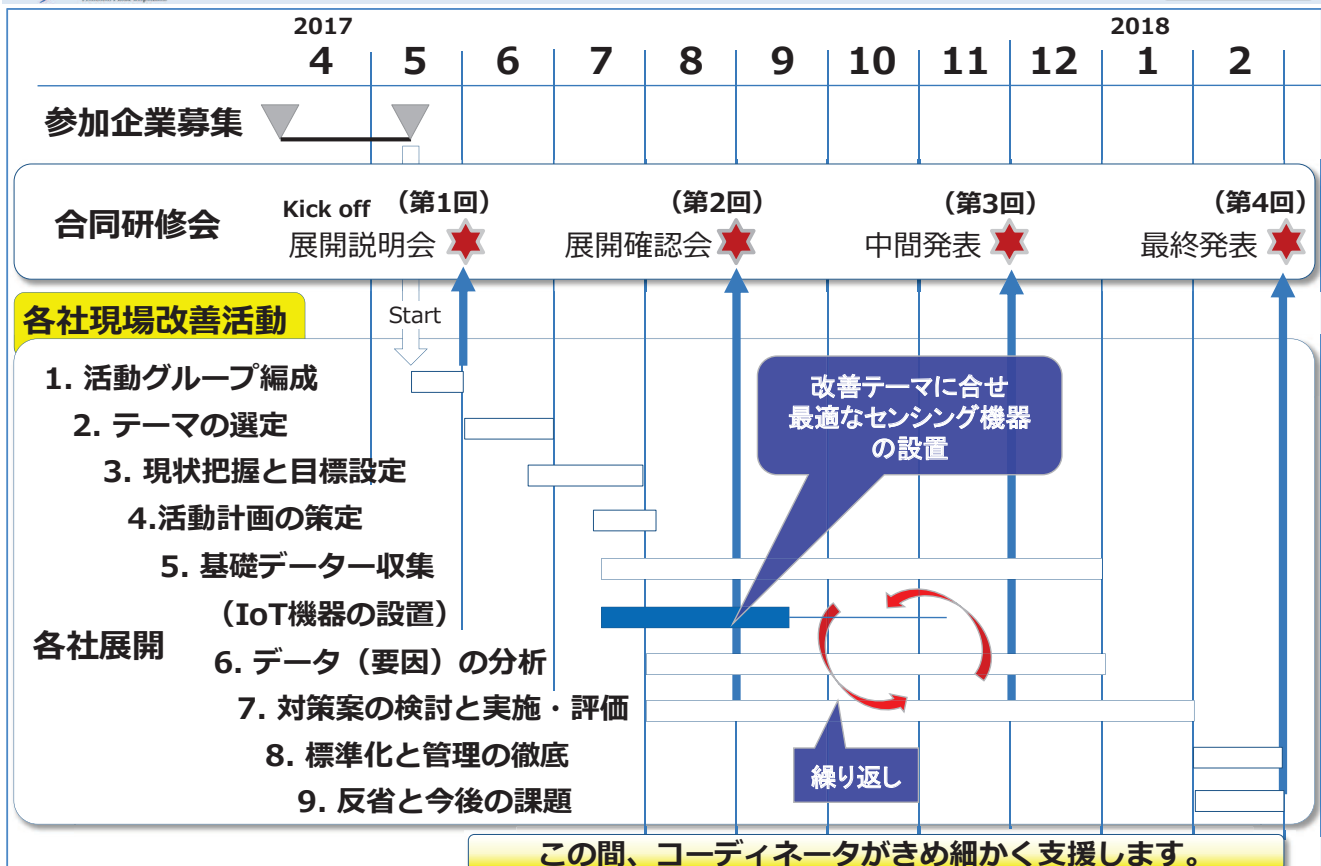 2017
2018
4 5 6 7 8 9 10 11 12 1 2
参加企業募集
合同研修会
Kick off (第1回)
展開説明会
(第2回)
展開確認会
(第3回)
中間発表
(第4回)
最終発表
各社現場改善活動
Start
1. 活動グループ編成
2. テーマの選定
3. 現状把握と目標設定
4.活動計画の策定
5. 基礎データー収集
(IoT機器の設置)
各社展開
6. データ（要因）の分析
7. 対策案の検討と実施・評価
8. 標準化と管理の徹底
9. 反省と今後の課題
改善テーマに合せ
最適なセンシング機器
の設置
繰り返し
この間、コーディネータがきめ細かく支援します。